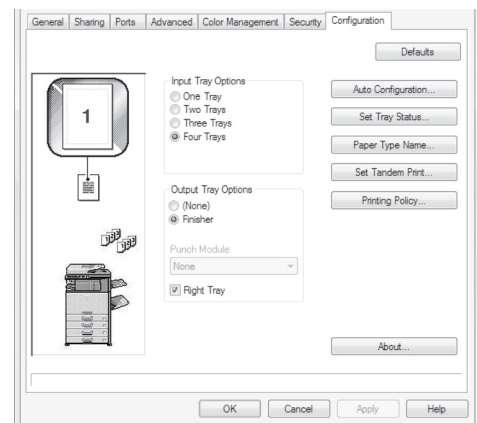 General Sharing Ports Advanced Color Management Security Configuration
Defaults
1
Input Tray Options
One Tray
Two Trays
Three Trays
Four Trays
Output Tray Options
(None)
Finisher
Punch Module:
None
Right Tray
Auto Configuration...
Set Tray Status...
Paper Type Name...
Set Tandem Print...
Printing Policy...
About...
OK Cancel Apply Help